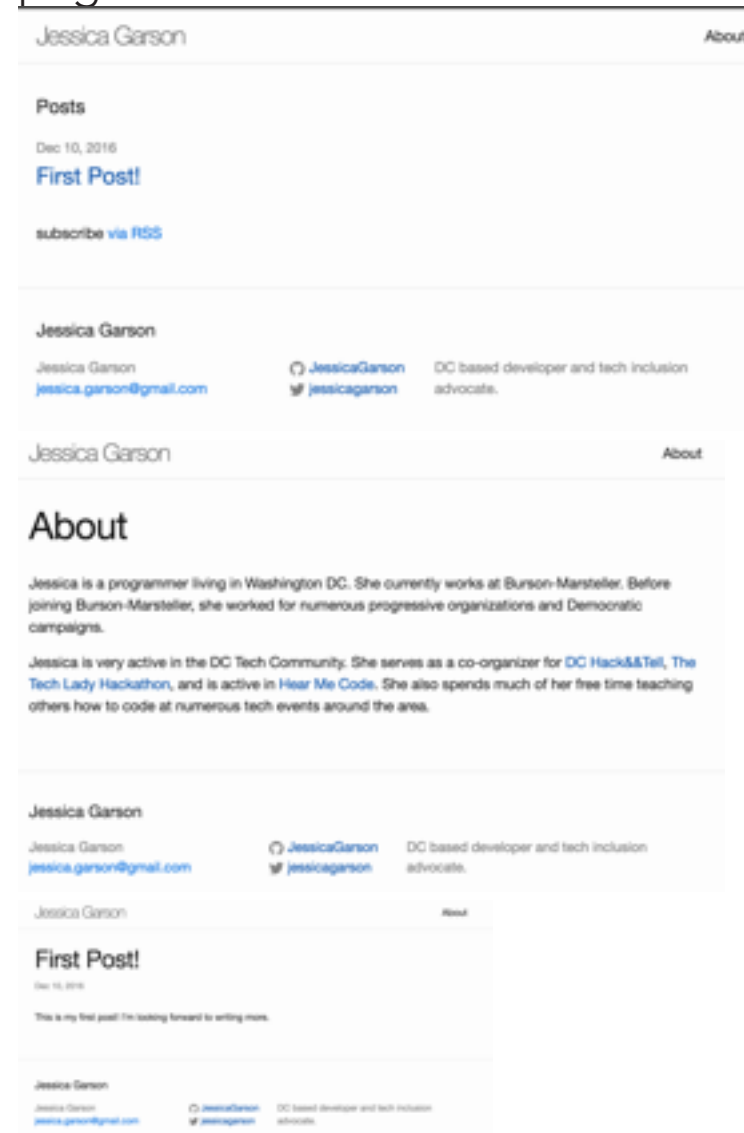 Jessica Garson About
Posts
Dec 10, 2016
First Post!
subscribe via RSS
Jessica Garson
Jessica Garson JessicaGarson DC based developer and tech inclusion
jessica.garson@gmail.com jessicagarson advocate.
Jessica Garson About
About
Jessica is a programmer living in Washington DC. She currently works at Burson-Marsteller. Before
joining Burson-Marsteller, she worked for numerous progressive organizations and Democratic
campaigns.
Jessica is very active in the DC Tech Community. She serves as a co-organizer for DC Hack&&Tell, The
Tech Lady Hackathon, and is active in Hear Me Code. She also spends much of her free time teaching
others how to code at numerous tech events around the area.
Jessica Garson
Jessica Garson JessicaGarson DC based developer and tech inclusion
jessica.garson@gmail.com jessicagarson advocate.
Jessica Garson About
First Post!
Dec 10, 2016
This is my first post! I'm looking forward to writing more.
Jessica Garson
Jessica Garson JessicaGarson DC based developer and tech inclusion
jessica.garson@gmail.com jessicagarson advocate.